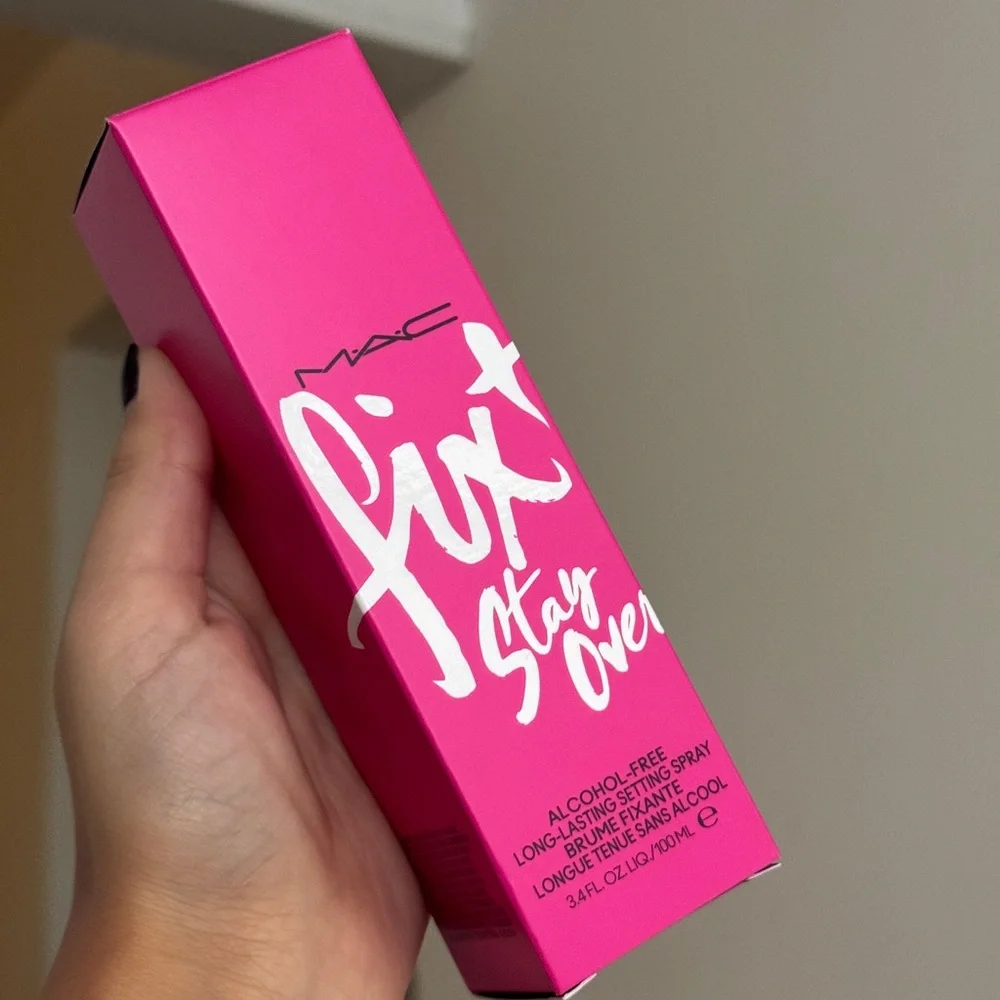 M·A·C
fix+
Stay
Over
ALCOHOL-FREE
LONG-LASTING SETTING SPRAY
BRUME FIXANTE
LONGUE TENUE SANS ALCOOL
3.4 FL. OZ. LIQ./100 ML ℮